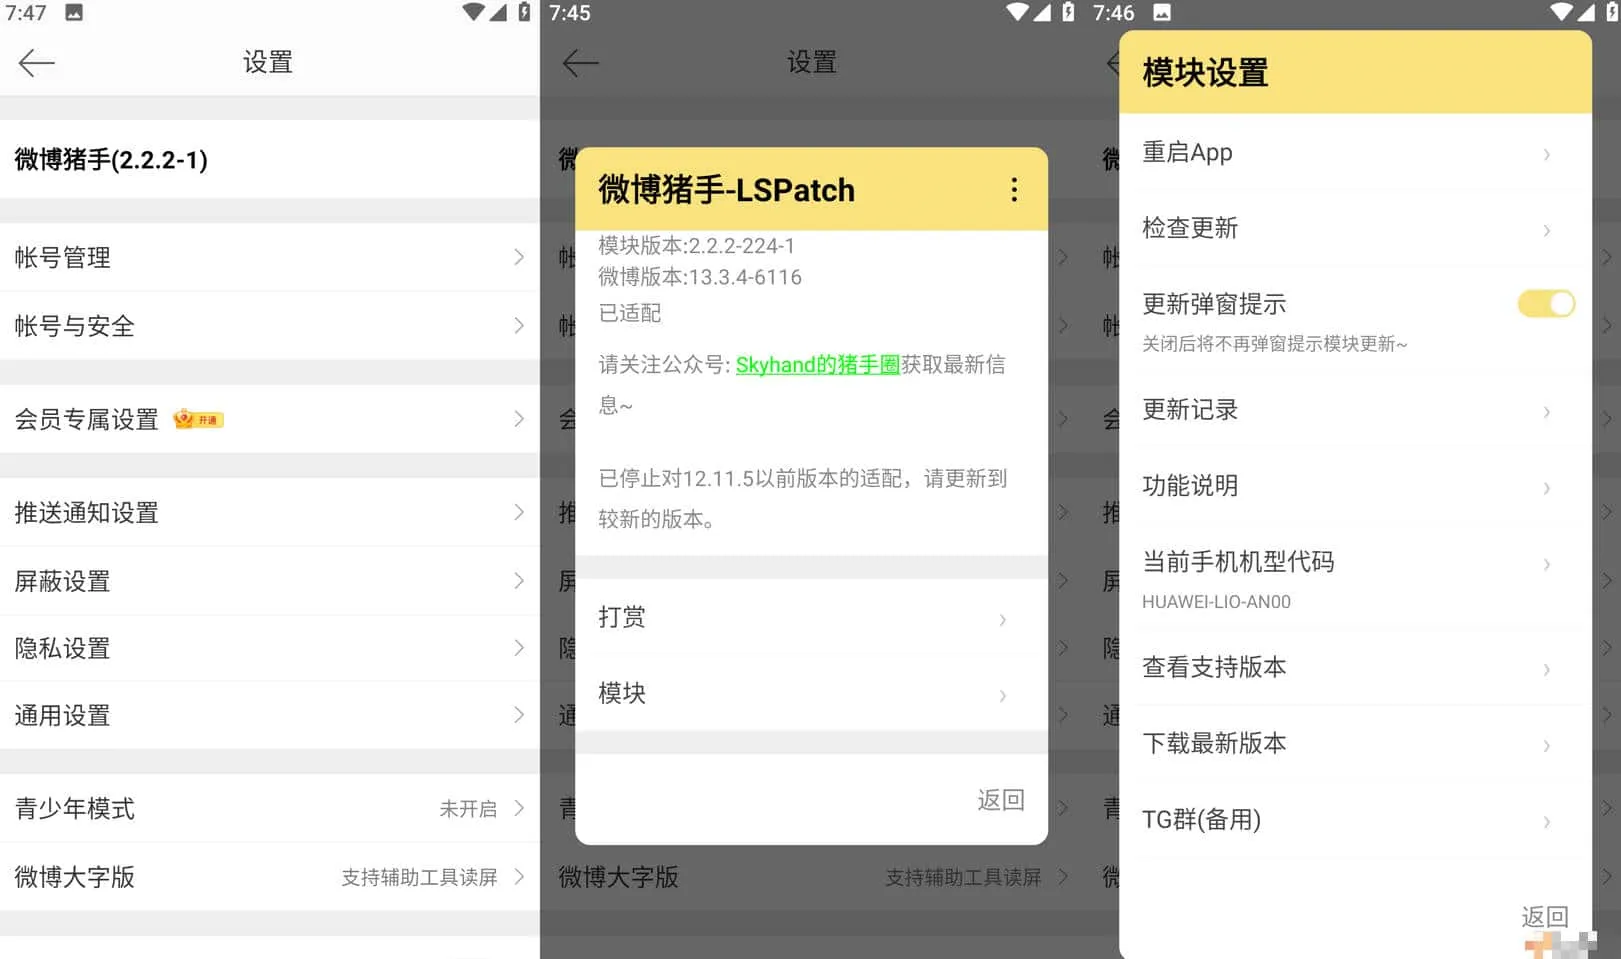 7:47
设置
微博猪手(2.2.2-1)
帐号管理
帐号与安全
会员专属设置 开通
推送通知设置
屏蔽设置
隐私设置
通用设置
青少年模式 未开启
微博大字版 支持辅助工具读屏
7:45
设置
微博猪手-LSPatch
模块版本:2.2.2-224-1
微博版本:13.3.4-6116
已适配
请关注公众号: Skyhand的猪手圈获取最新信
息~
已停止对12.11.5以前版本的适配，请更新到
较新的版本。
打赏
模块
返回
微博大字版 支持辅助工具读屏
7:46
模块设置
重启App
检查更新
更新弹窗提示
关闭后将不再弹窗提示模块更新~
更新记录
功能说明
当前手机机型代码
HUAWEI-LIO-AN00
查看支持版本
下载最新版本
TG群(备用)
返回